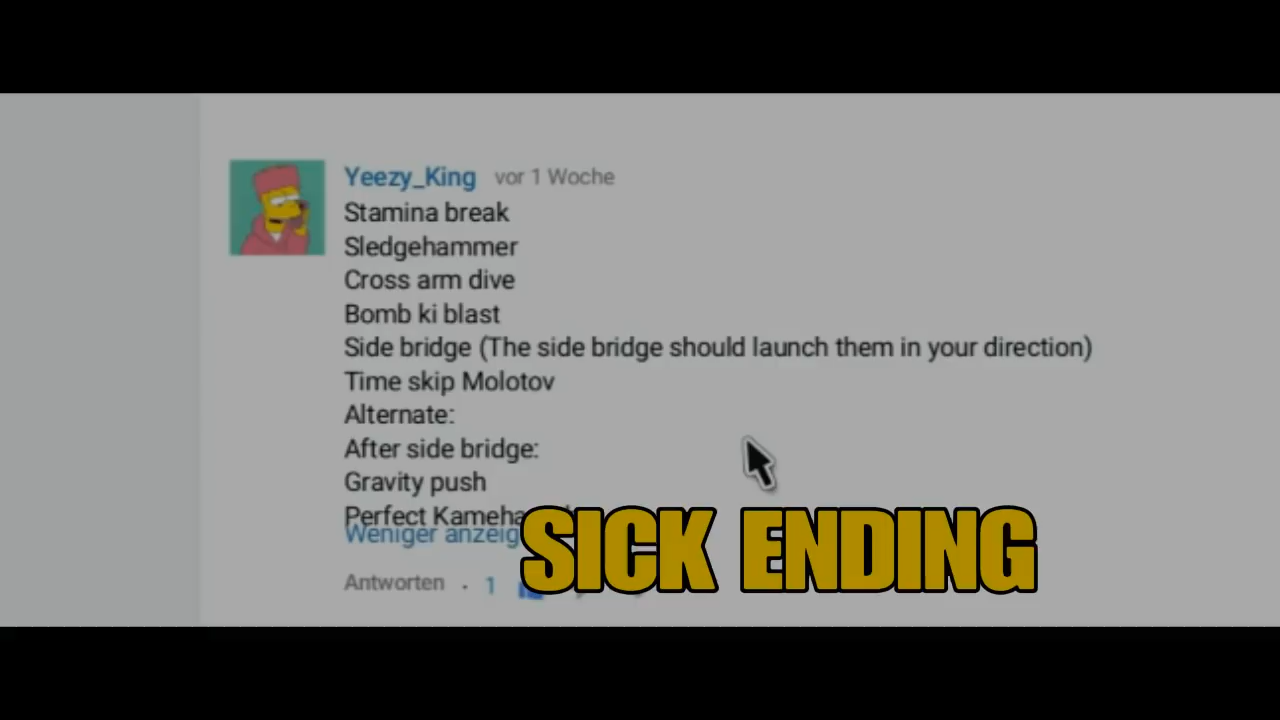 Yeezy_King vor 1 Woche
Stamina break
Sledgehammer
Cross arm dive
Bomb ki blast
Side bridge (The side bridge should launch them in your direction)
Time skip Molotov
Alternate:
After side bridge:
Gravity push
Perfect
Weniger
Antworten · 1
SICK ENDING